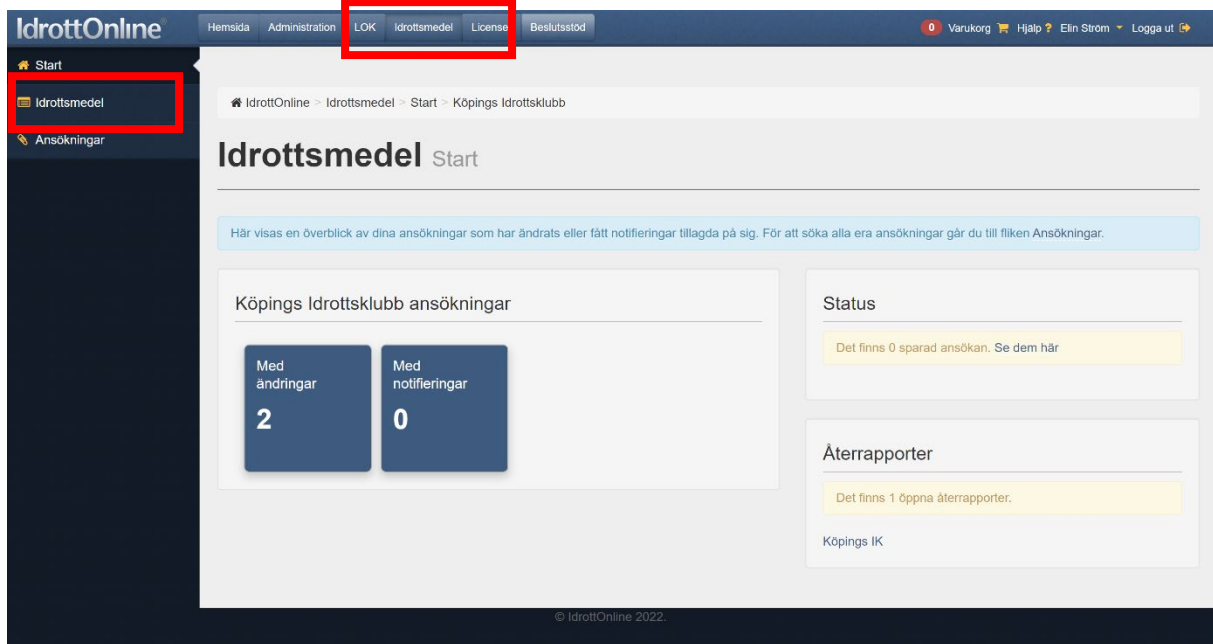 IdrottOnline
Hemsida Administration LOK Idrottsmedel License Beslutsstöd
0 Varukorg Hjälp ? Elin Ström Logga ut
Start
Idrottsmedel
Ansökningar
IdrottOnline > Idrottsmedel > Start > Köpings Idrottsklubb
Idrottsmedel Start
Här visas en överblick av dina ansökningar som har ändrats eller fått notifieringar tillagda på sig. För att söka alla era ansökningar går du till fliken Ansökningar.
Köpings Idrottsklubb ansökningar
Med
ändringar
2
Med
notifieringar
0
Status
Det finns 0 sparad ansökan. Se dem här
Återrapporter
Det finns 1 öppna återrapporter.
Köpings IK
© IdrottOnline 2022.